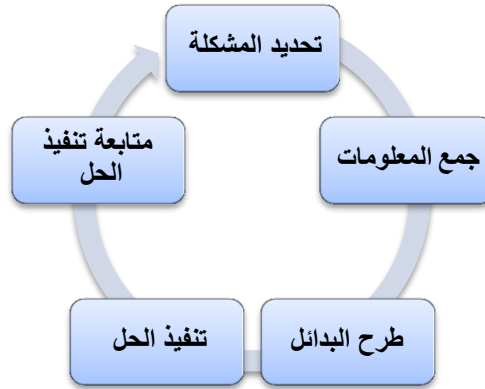 تحديد المشكلة
جمع المعلومات
طرح البدائل
تنفيذ الحل
متابعة تنفيذ
الحل